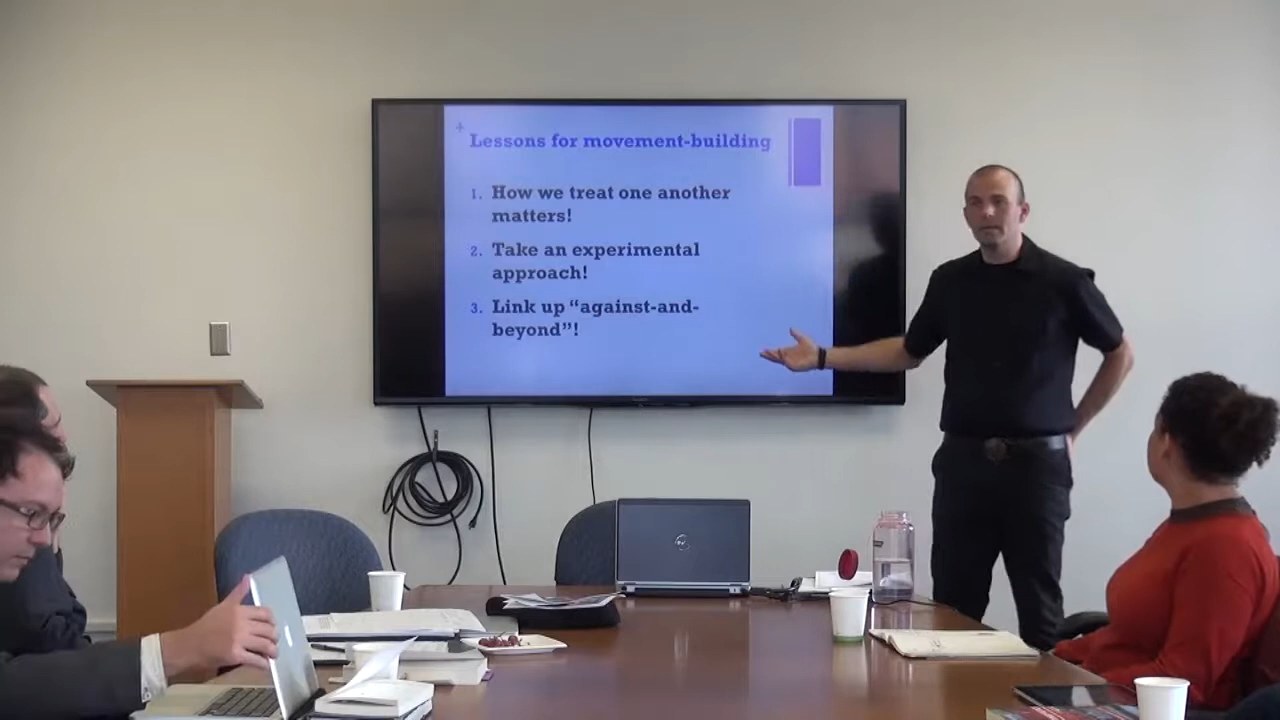 +
Lessons for movement-building
1. How we treat one another
matters!
2. Take an experimental
approach!
3. Link up “against-and-
beyond”!